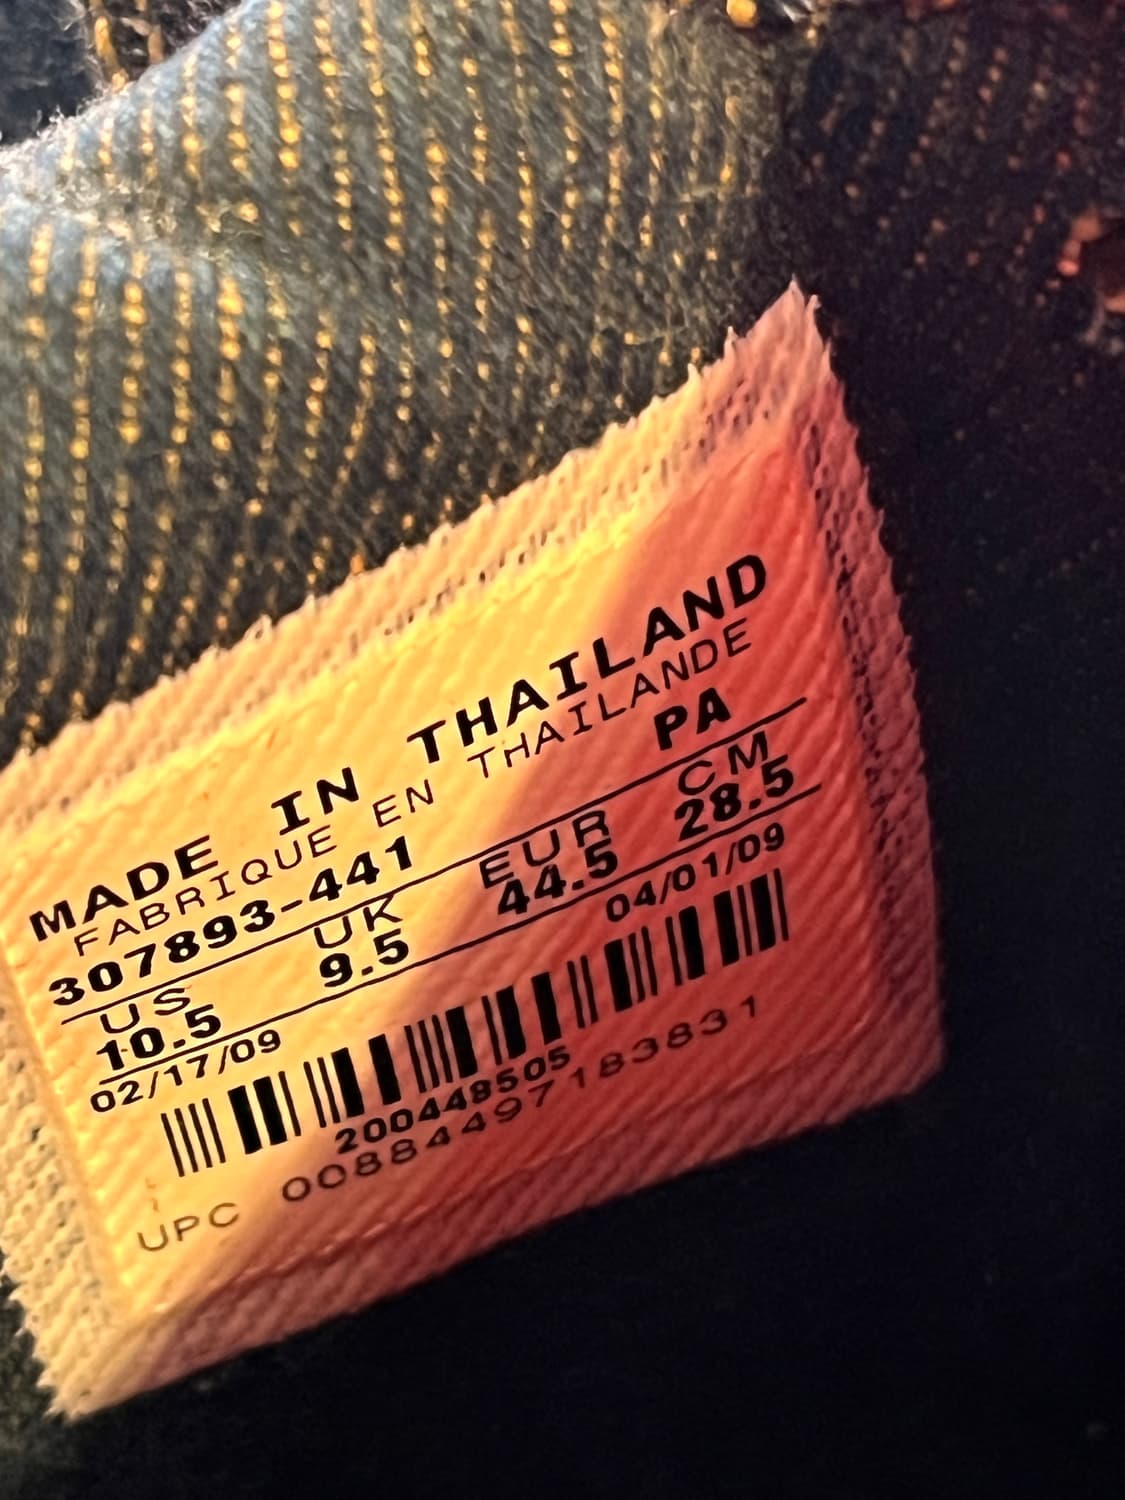 MADE IN THAILAND
FABRIQUE EN THAILANDE
307893-441 PA
US UK EUR CM
10.5 9.5 44.5 28.5
02/17/09 04/01/09
200448505
UPC 00884497183831